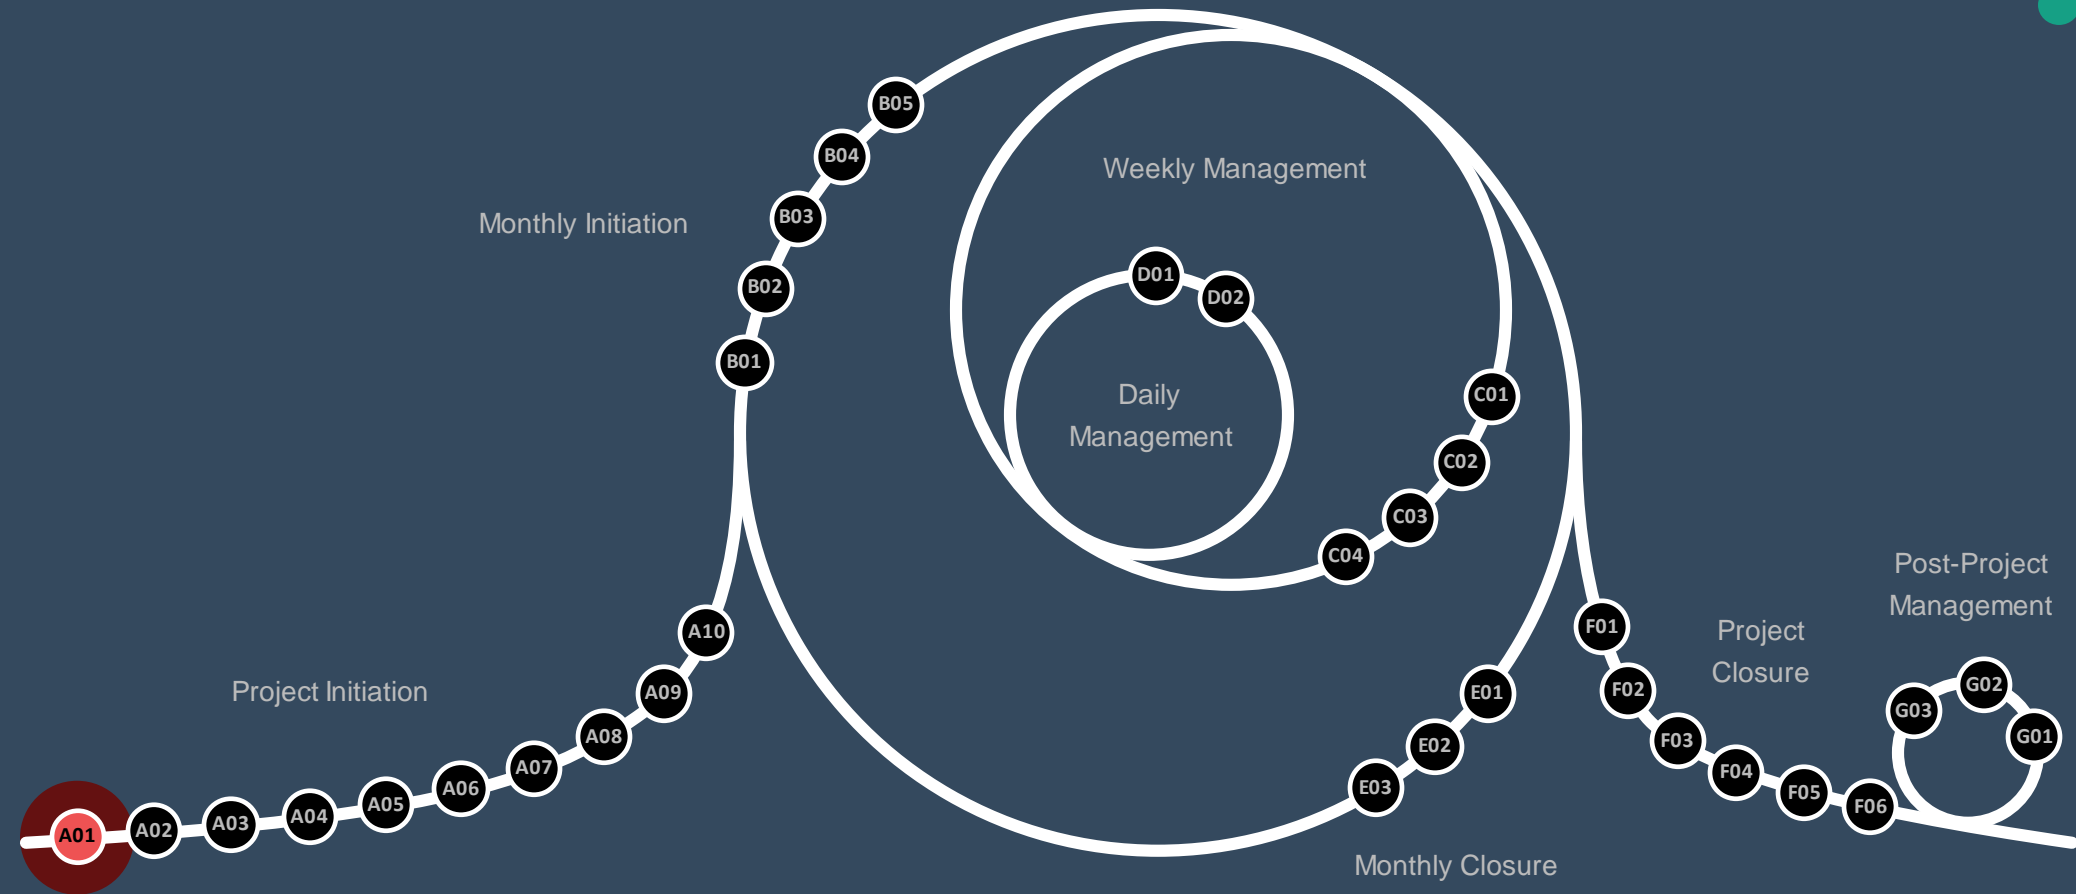 Project Initiation
A01
A02
A03
A04
A05
A06
A07
A08
A09
A10
Monthly Initiation
B01
B02
B03
B04
B05
Weekly Management
C01
C02
C03
C04
Daily
Management
D01
D02
Monthly Closure
E01
E02
E03
Project
Closure
F01
F02
F03
F04
F05
F06
Post-Project
Management
G01
G02
G03